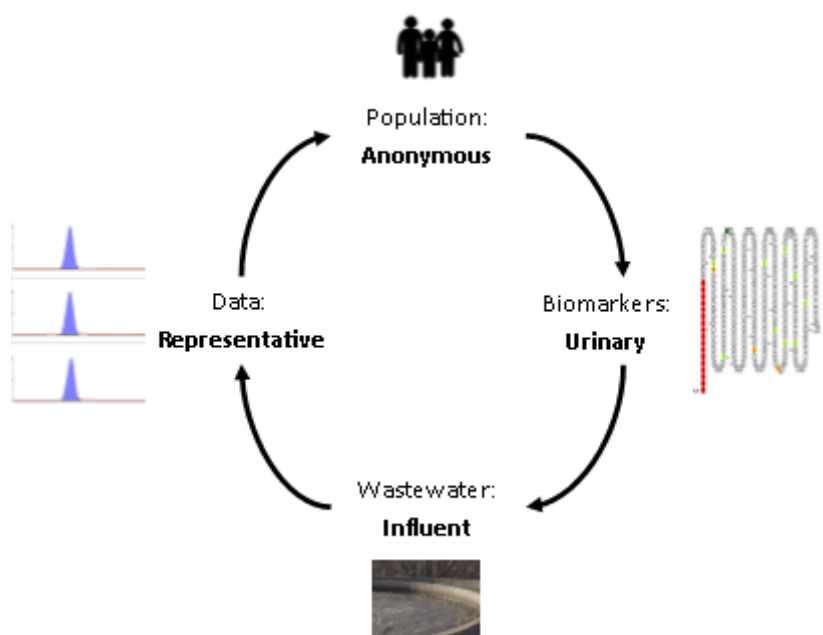 Population:
Anonymous
Data:
Representative
Biomarkers:
Urinary
Wastewater:
Influent